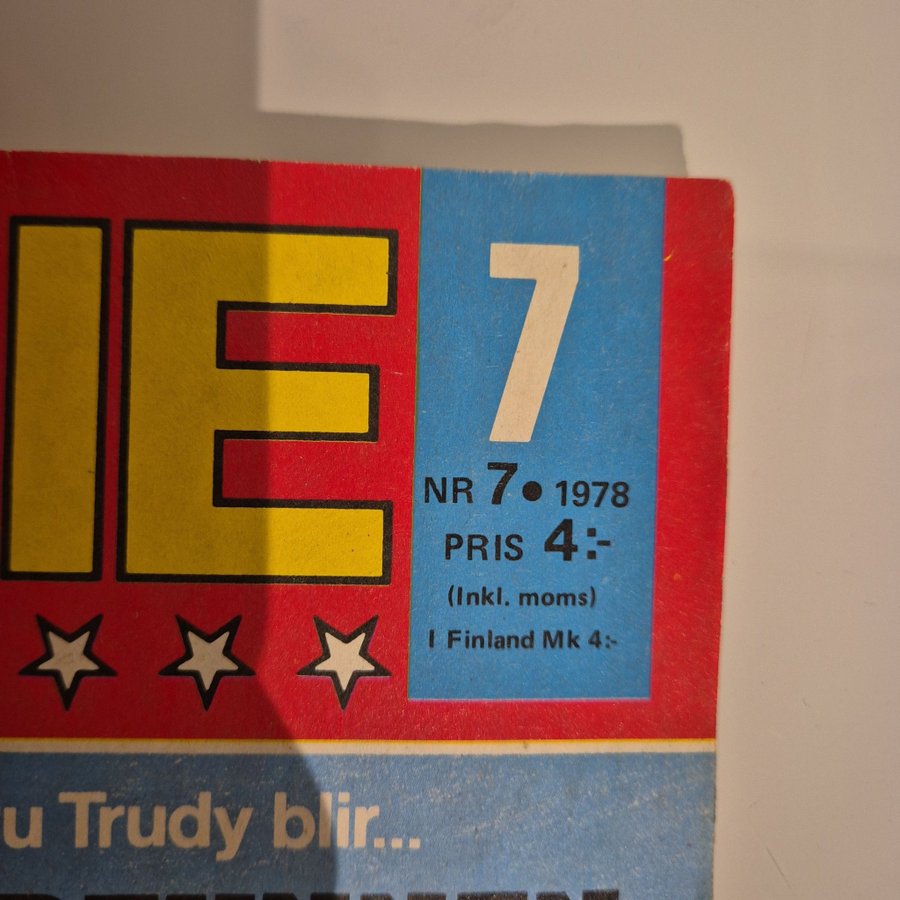 IE
7
NR 7• 1978
PRIS 4:-
(Inkl. moms)
I Finland Mk 4:-
u Trudy blir...